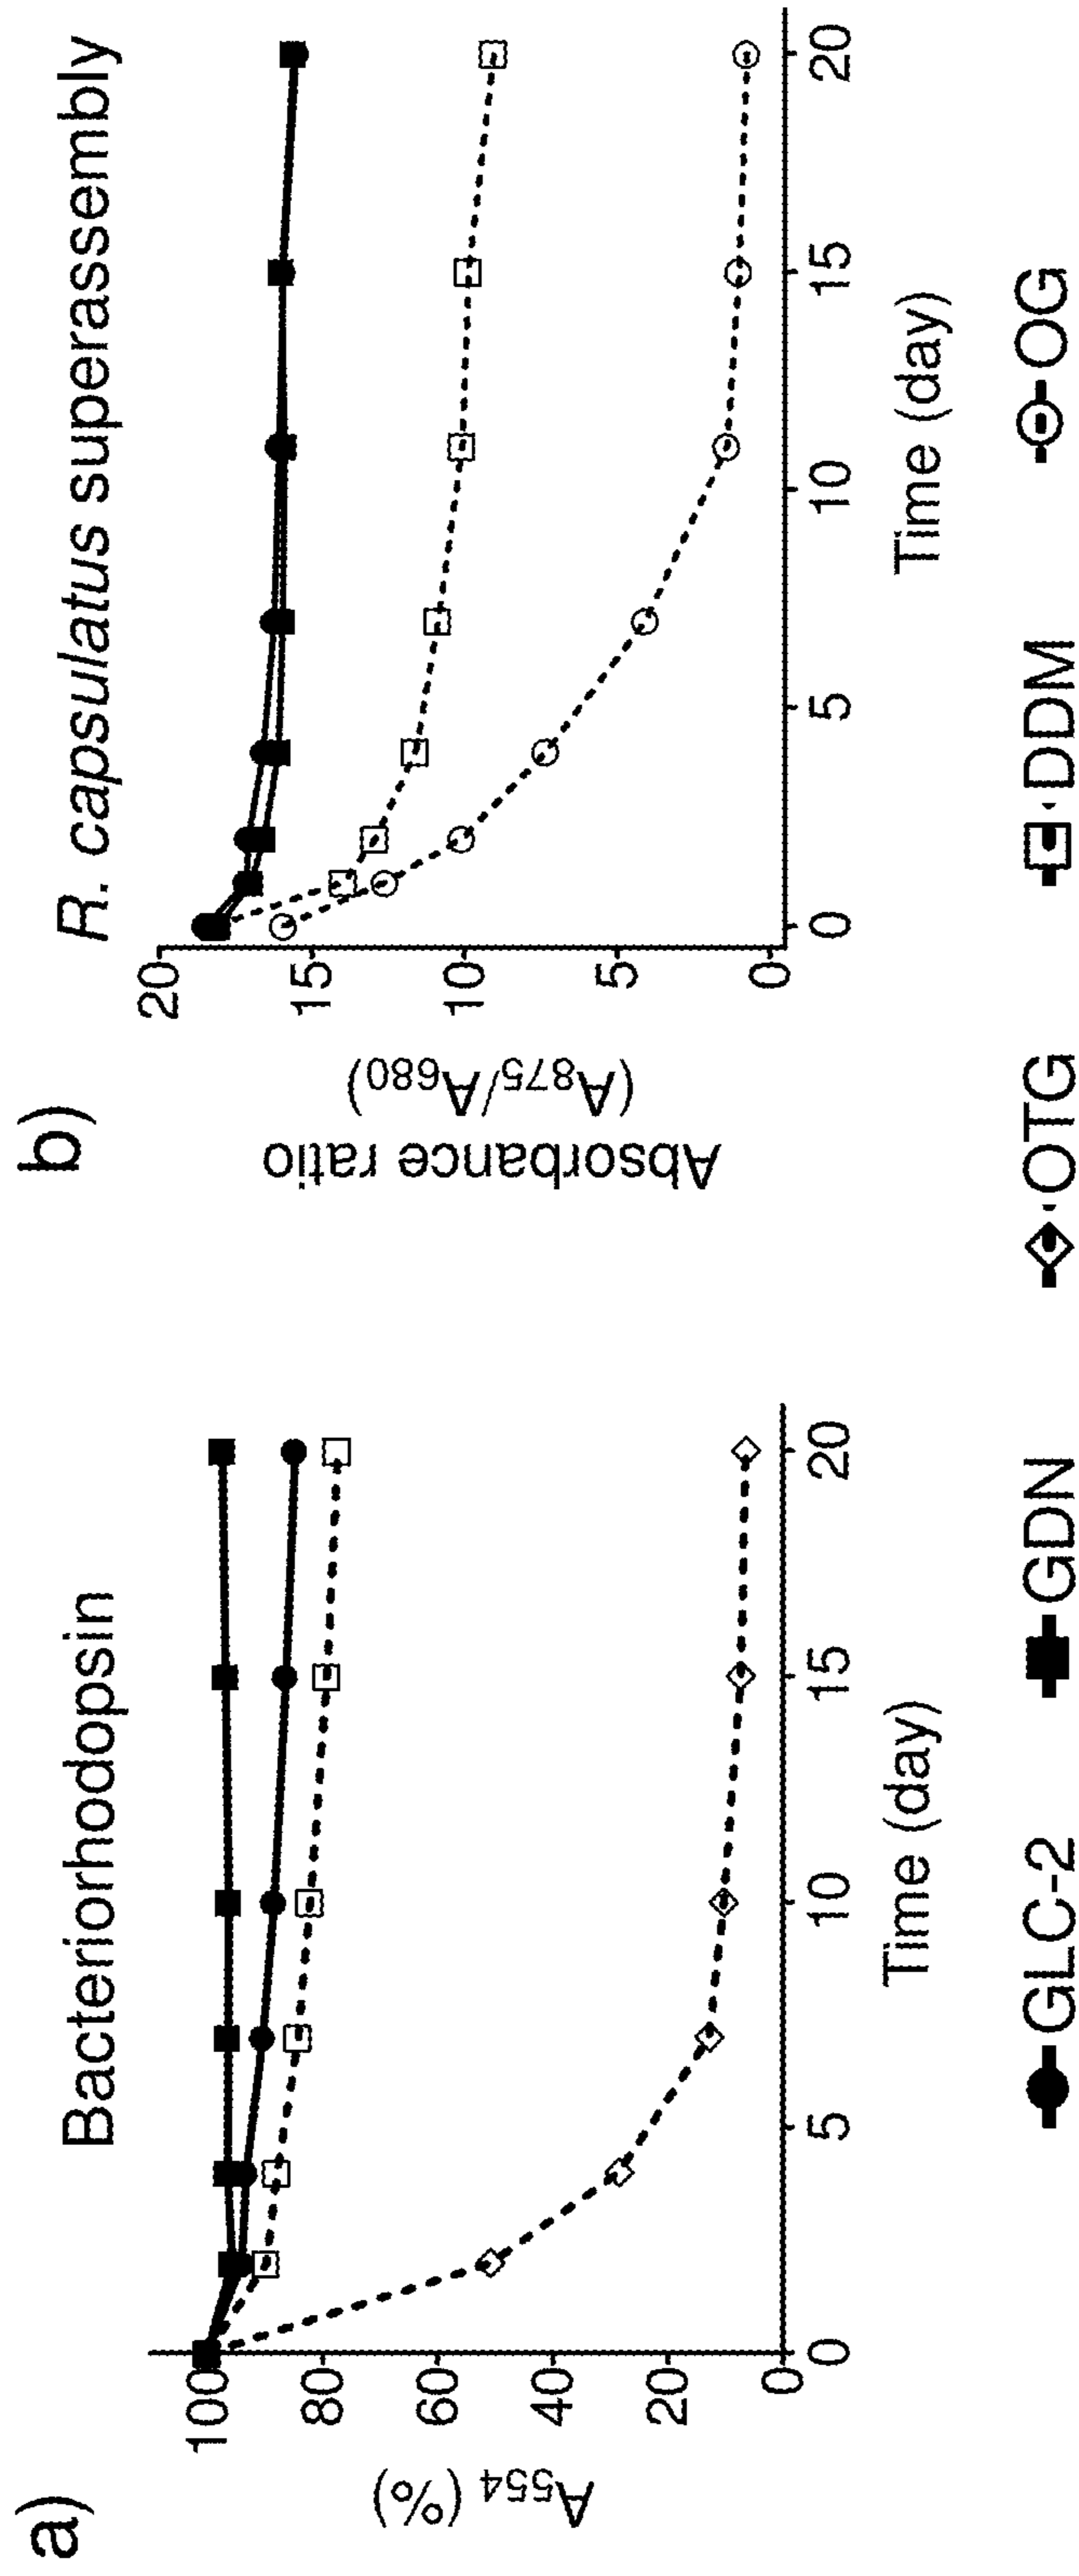 a)
Bacteriorhodopsin
A554 (%)
100
80
60
40
20
0
0 5 10 15 20
Time (day)
b)
R. capsulatus superassembly
Absorbance ratio
(A875/A680)
20
15
10
5
0
0 5 10 15 20
Time (day)
GLC-2 GDN OTG DDM OG